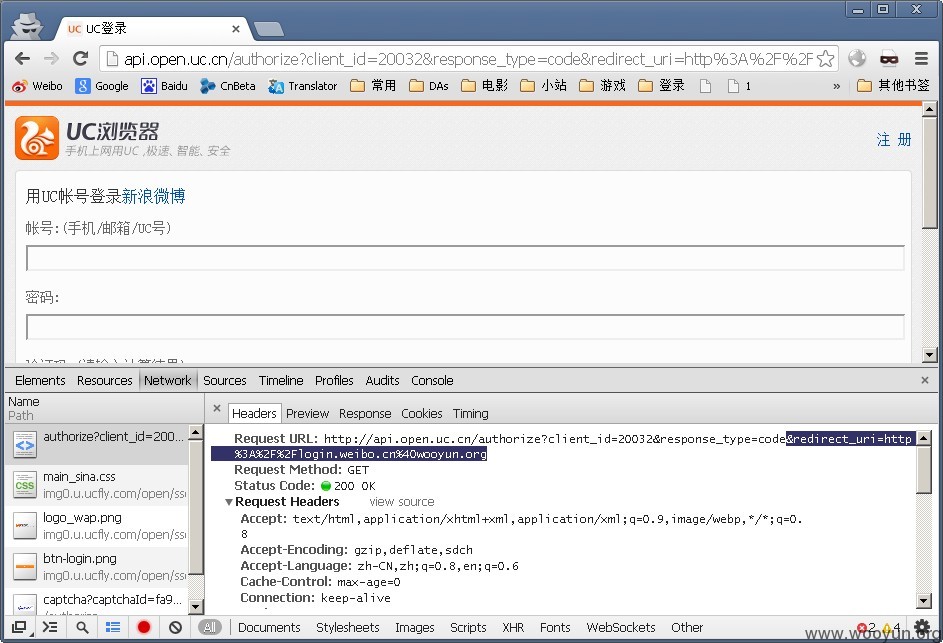 UC UC登录
api.open.uc.cn/authorize?client_id=20032&response_type=code&redirect_uri=http%3A%2F%2F
Weibo Google Baidu CnBeta Translator 常用 DAs 电影 小站 游戏 登录 1 » 其他书签
UC浏览器
手机上网用UC ,极速、智能、安全
注 册
用UC帐号登录新浪微博
帐号:(手机/邮箱/UC号)
密码:
Elements Resources Network Sources Timeline Profiles Audits Console
Name
Path
× Headers Preview Response Cookies Timing
authorize?client_id=200...
main_sina.css
img0.u.ucfly.com/open/ss
logo_wap.png
img0.u.ucfly.com/open/ss
btn-login.png
img0.u.ucfly.com/open/ss
captcha?captchaId=fa9...
Request URL: http://api.open.uc.cn/authorize?client_id=20032&response_type=code&redirect_uri=http
%3A%2F%2Flogin.weibo.cn%40wooyun.org
Request Method: GET
Status Code: 200 OK
Request Headers view source
Accept: text/html,application/xhtml+xml,application/xml;q=0.9,image/webp,*/*;q=0.
8
Accept-Encoding: gzip,deflate,sdch
Accept-Language: zh-CN,zh;q=0.8,en;q=0.6
Cache-Control: max-age=0
Connection: keep-alive
All Documents Stylesheets Images Scripts XHR Fonts WebSockets Other 2 4
www.wooyun.org